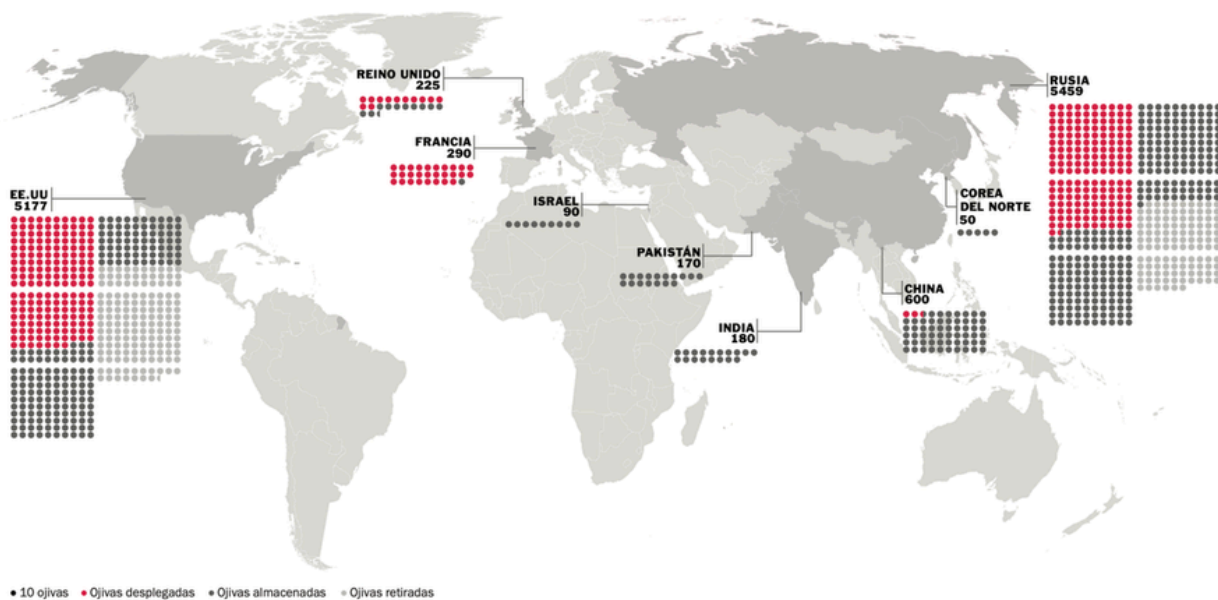 REINO UNIDO
225
FRANCIA
290
EE.UU
5177
ISRAEL
90
PAKISTÁN
170
INDIA
180
RUSIA
5459
COREA
DEL NORTE
50
CHINA
600
10 ojivas Ojivas desplegadas Ojivas almacenadas Ojivas retiradas